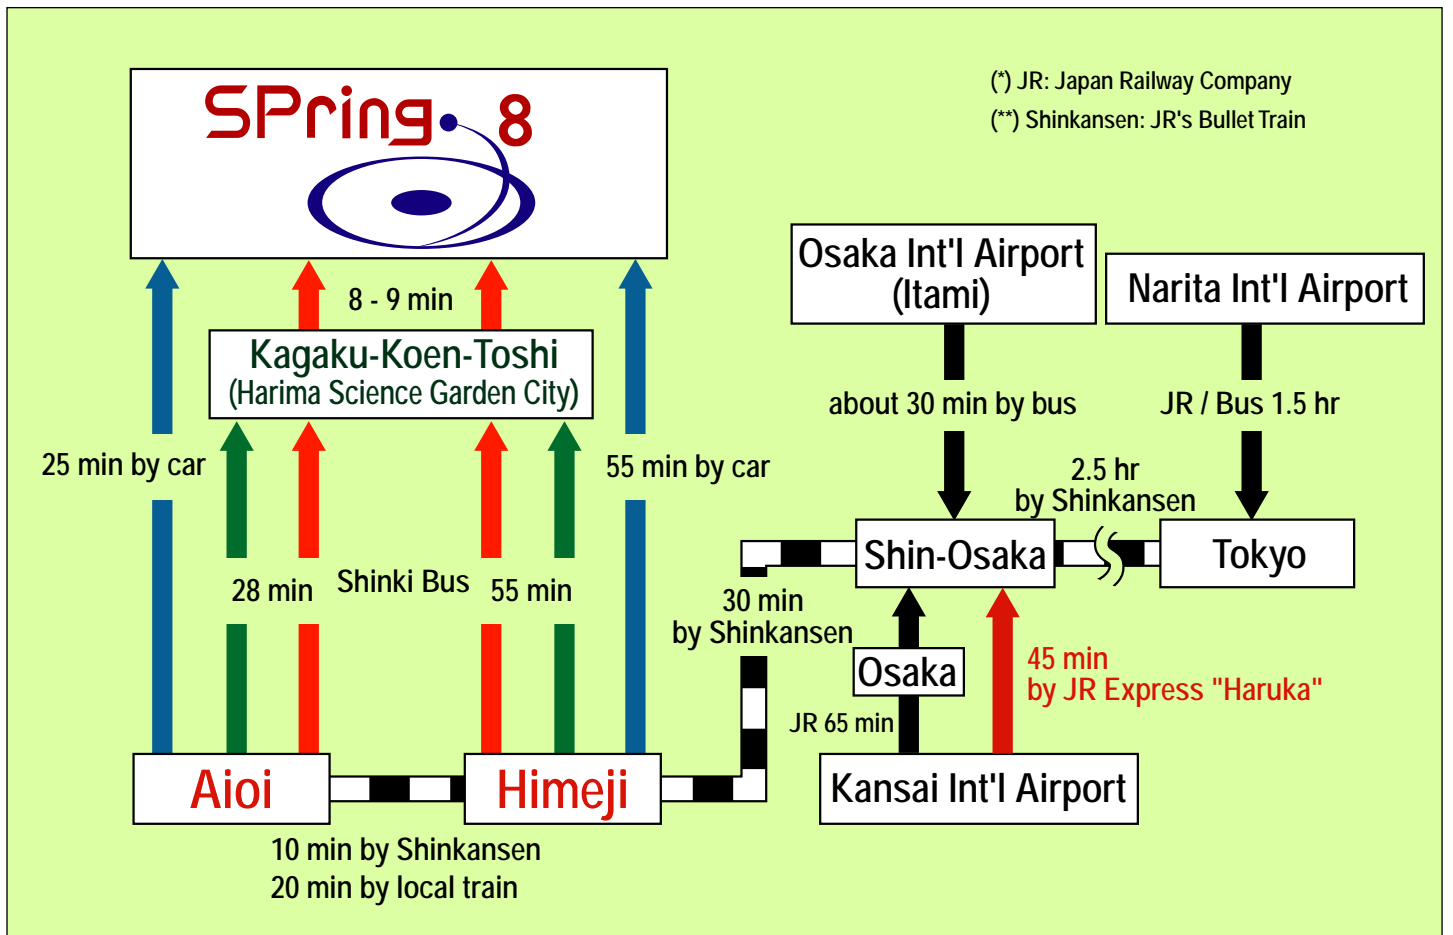 (*) JR: Japan Railway Company
(**) Shinkansen: JR's Bullet Train
SPring. 8
8 - 9 min
Kagaku-Koen-Toshi
(Harima Science Garden City)
25 min by car
55 min by car
28 min
Shinki Bus
55 min
Aioi
Himeji
10 min by Shinkansen
20 min by local train
Osaka Int'l Airport
(Itami)
Narita Int'l Airport
about 30 min by bus
JR / Bus 1.5 hr
2.5 hr
by Shinkansen
Shin-Osaka
Tokyo
30 min
by Shinkansen
Osaka
45 min
by JR Express "Haruka"
JR 65 min
Kansai Int'l Airport